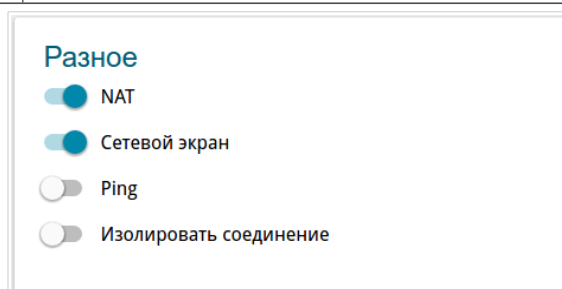 Разное
NAT
Сетевой экран
Ping
Изолировать соединение